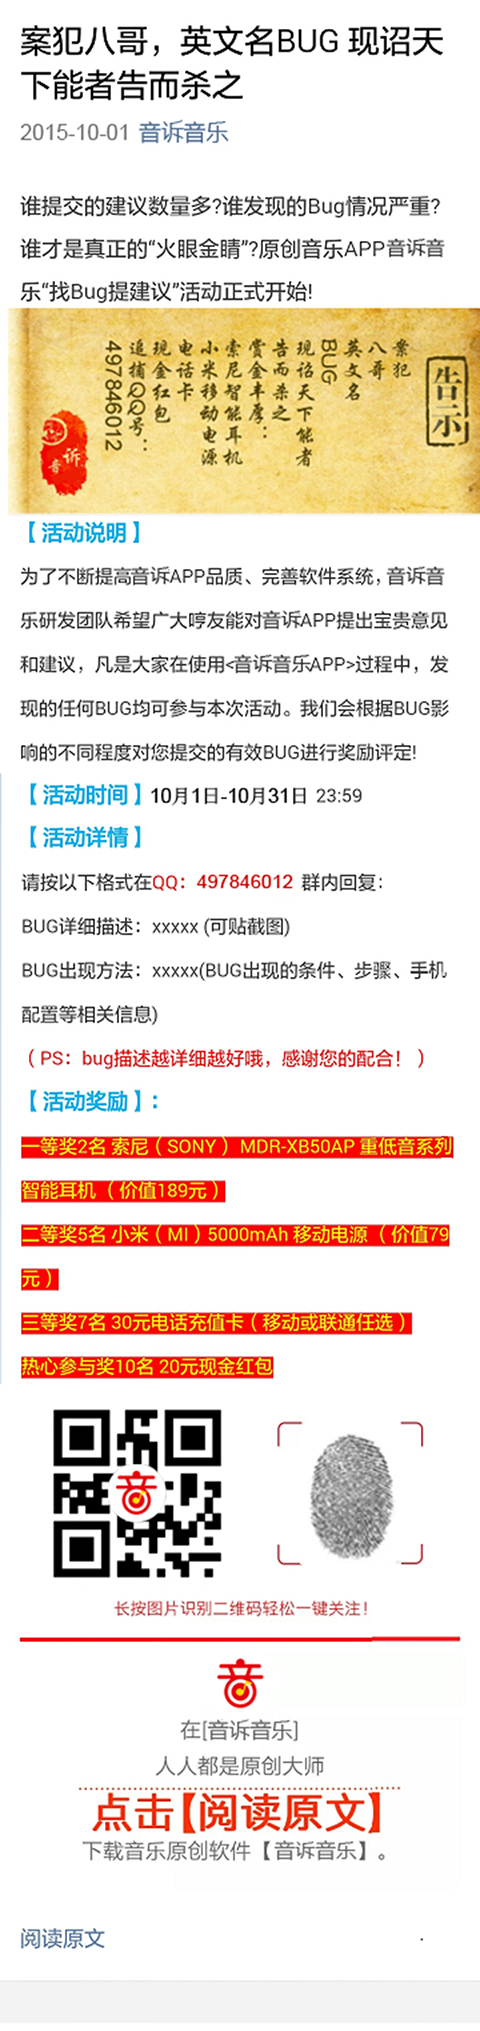 案犯八哥，英文名BUG 现诏天
下能者告而杀之
2015-10-01 音诉音乐
谁提交的建议数量多?谁发现的Bug情况严重?
谁才是真正的“火眼金睛”?原创音乐APP音诉音
乐“找Bug提建议”活动正式开始!
告示
案犯
八哥
英文名
BUG
现诏天下能者
告而杀之
赏金丰厚：
索尼智能耳机
小米移动电源
电话卡
现金红包
追捕QQ号：
497846012
音诉
【活动说明】
为了不断提高音诉APP品质、完善软件系统，音诉音
乐研发团队希望广大哼友能对音诉APP提出宝贵意见
和建议，凡是大家在使用<音诉音乐APP>过程中，发
现的任何BUG均可参与本次活动。我们会根据BUG影
响的不同程度对您提交的有效BUG进行奖励评定!
【活动时间】10月1日-10月31日 23:59
【活动详情】
请按以下格式在QQ：497846012 群内回复：
BUG详细描述：xxxxx (可贴截图)
BUG出现方法：xxxxx(BUG出现的条件、步骤、手机
配置等相关信息)
（PS：bug描述越详细越好哦，感谢您的配合！）
【活动奖励】：
一等奖2名 索尼（SONY） MDR-XB50AP 重低音系列
智能耳机 （价值189元）
二等奖5名 小米（MI）5000mAh 移动电源 （价值79
元）
三等奖7名 30元电话充值卡（移动或联通任选）
热心参与奖10名 20元现金红包
音
长按图片识别二维码轻松一键关注！
音
在[音诉音乐]
人人都是原创大师
点击【阅读原文】
下载音乐原创软件【音诉音乐】。
阅读原文